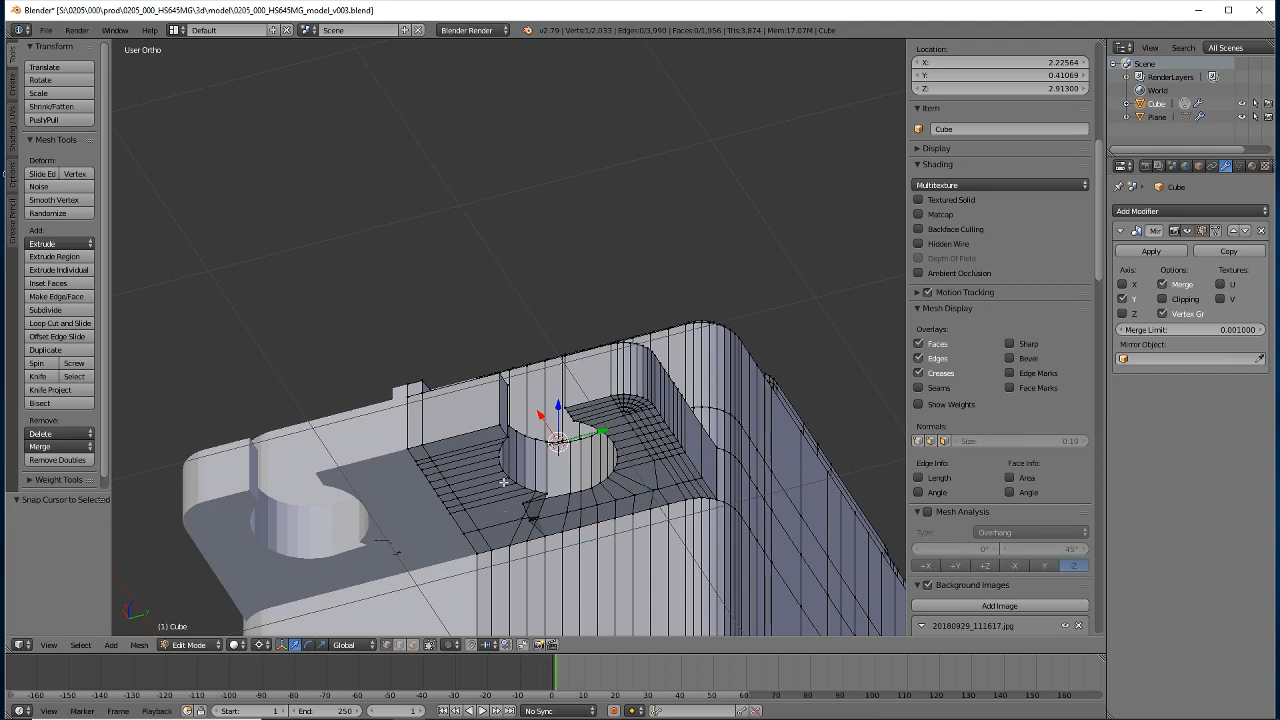 Blender* [S:\0205\000\prod\0205_000_HS645MG\3d\model\0205_000_HS645MG_model_v003.blend]
File Render Window Help Default Scene Blender Render v2.79 | Verts:1/2,033 | Edges:0/3,990 | Faces:0/1,956 | Tris:3,874 | Mem:17.07M | Cube
View Search All Scenes
Tools
Create
Shading / UVs
Options
Grease Pencil
Transform
Translate
Rotate
Scale
Shrink/Fatten
Push/Pull
Mesh Tools
Deform:
Slide Ed Vertex
Noise
Smooth Vertex
Randomize
Add:
Extrude
Extrude Region
Extrude Individual
Inset Faces
Make Edge/Face
Subdivide
Loop Cut and Slide
Offset Edge Slide
Duplicate
Spin Screw
Knife Select
Knife Project
Bisect
Remove:
Delete
Merge
Remove Doubles
Weight Tools
Snap Cursor to Selected
User Ortho
(1) Cube
Location:
X: 2.22564
Y: 0.41069
Z: 2.91300
Item
Cube
Display
Shading
Multitexture
Textured Solid
Matcap
Backface Culling
Hidden Wire
Depth Of Field
Ambient Occlusion
Motion Tracking
Mesh Display
Overlays:
Faces Sharp
Edges Bevel
Creases Edge Marks
Seams Face Marks
Show Weights
Normals:
Size: 0.10
Edge Info: Face Info:
Length Area
Angle Angle
Mesh Analysis
Type: Overhang
0° 45°
+X +Y +Z -X -Y -Z
Background Images
Add Image
20180929_111617.jpg
Scene
RenderLayers
World
Cube
Plane
Cube
Add Modifier
Mir
Apply Copy
Axis: Options: Textures:
X Merge U
Y Clipping V
Z Vertex Gr
Merge Limit: 0.001000
Mirror Object:
View Select Add Mesh Edit Mode Global
-160 -150 -140 -130 -120 -110 -100 -90 -80 -70 -60 -50 -40 -30 -20 -10 0 10 20 30 40 50 60 70 80 90 100 110 120 130 140 150 160
View Marker Frame Playback Start: 1 End: 250 1 No Sync